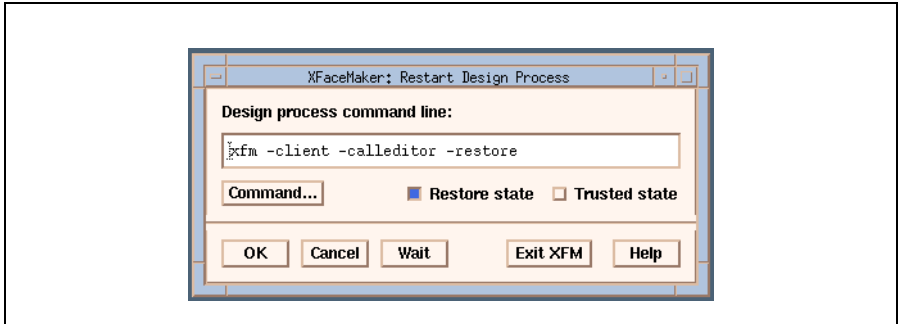 XFaceMaker: Restart Design Process
Design process command line:
xfm -client -calleditor -restore
Command... Restore state Trusted state
OK Cancel Wait Exit XFM Help